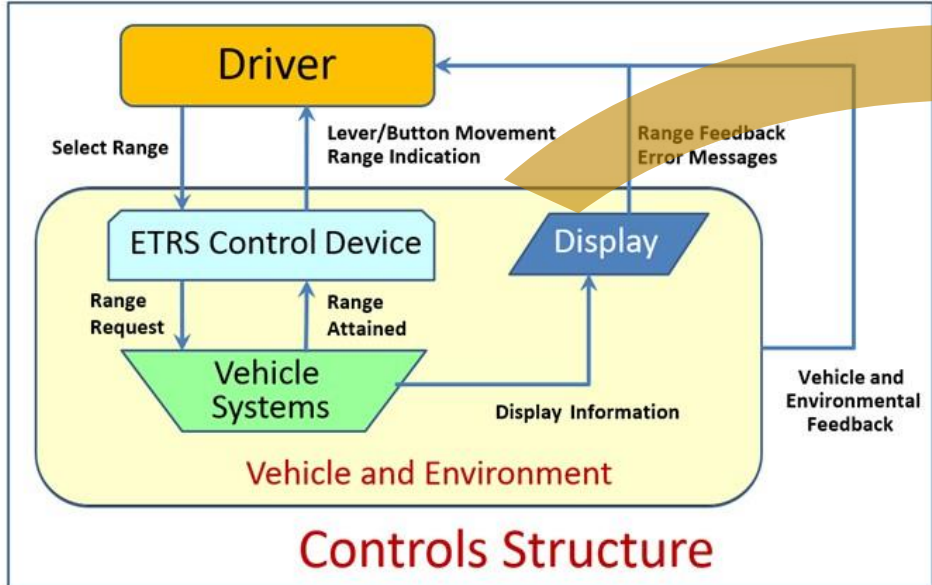 Driver
Select Range
Lever/Button Movement
Range Indication
Range Feedback
Error Messages
ETRS Control Device
Display
Range
Request
Range
Attained
Vehicle
Systems
Display Information
Vehicle and
Environmental
Feedback
Vehicle and Environment
Controls Structure